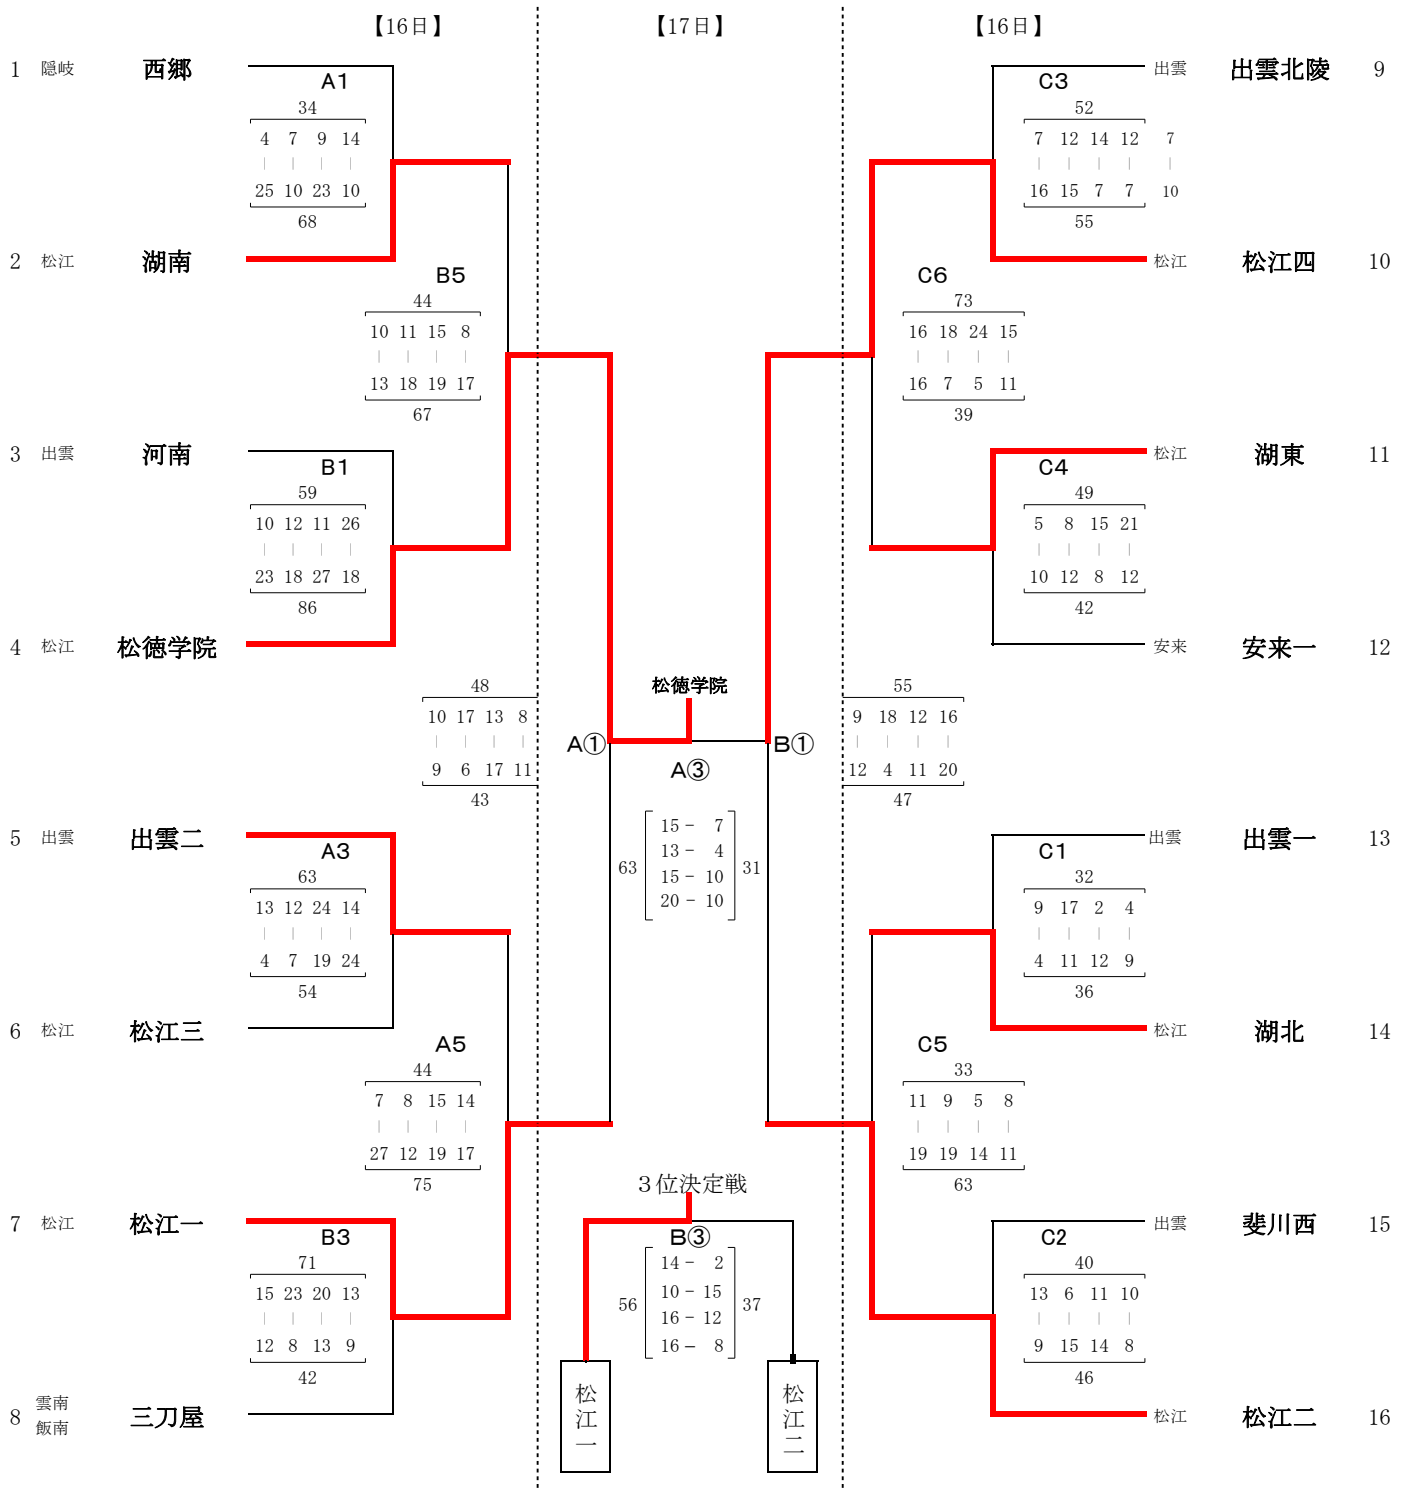 【16日】 【17日】 【16日】
1 隠岐 西郷
A1
34
4 7 9 14
| | | |
25 10 23 10
68
2 松江 湖南
B5
44
10 11 15 8
| | | |
13 18 19 17
67
3 出雲 河南
B1
59
10 12 11 26
| | | |
23 18 27 18
86
4 松江 松徳学院
48
10 17 13 8
| | | |
9 6 17 11
43
A①
5 出雲 出雲二
A3
63
13 12 24 14
| | | |
4 7 19 24
54
6 松江 松江三
A5
44
7 8 15 14
| | | |
27 12 19 17
75
7 松江 松江一
B3
71
15 23 20 13
| | | |
12 8 13 9
42
8 雲南 三刀屋
飯南
松徳学院
A③
15 - 7
13 - 4
63 31
15 - 10
20 - 10
3位決定戦
B③
14 - 2
10 - 15
56 37
16 - 12
16 - 8
松江一
松江二
出雲 出雲北陵 9
C3
52
7 12 14 12 7
| | | | |
16 15 7 7 10
55
松江 松江四 10
C6
73
16 18 24 15
| | | |
16 7 5 11
39
松江 湖東 11
C4
49
5 8 15 21
| | | |
10 12 8 12
42
安来 安来一 12
B①
55
9 18 12 16
| | | |
12 4 11 20
47
出雲 出雲一 13
C1
32
9 17 2 4
| | | |
4 11 12 9
36
松江 湖北 14
C5
33
11 9 5 8
| | | |
19 19 14 11
63
出雲 斐川西 15
C2
40
13 6 11 10
| | | |
9 15 14 8
46
松江 松江二 16